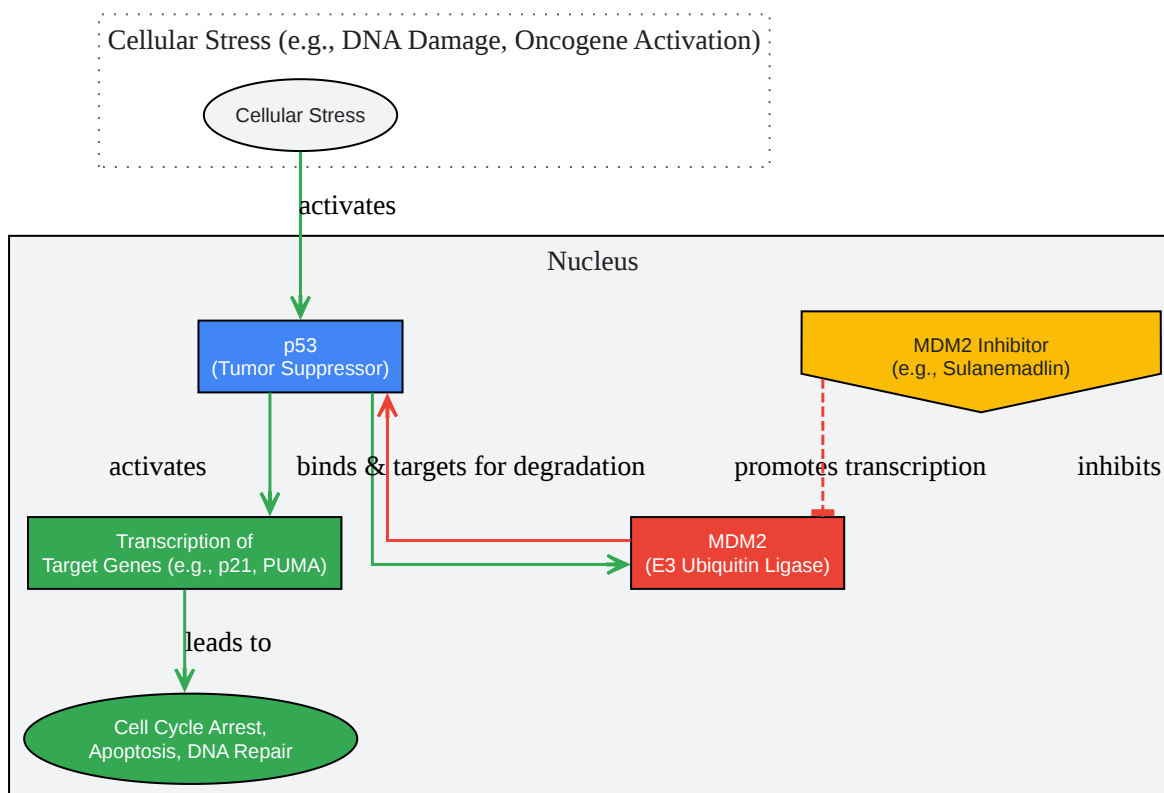 Cellular Stress (e.g., DNA Damage, Oncogene Activation)
Cellular Stress
activates
Nucleus
p53
(Tumor Suppressor)
MDM2 Inhibitor
(e.g., Sulanemadlin)
activates
binds & targets for degradation
promotes transcription
inhibits
Transcription of
Target Genes (e.g., p21, PUMA)
MDM2
(E3 Ubiquitin Ligase)
leads to
Cell Cycle Arrest,
Apoptosis, DNA Repair